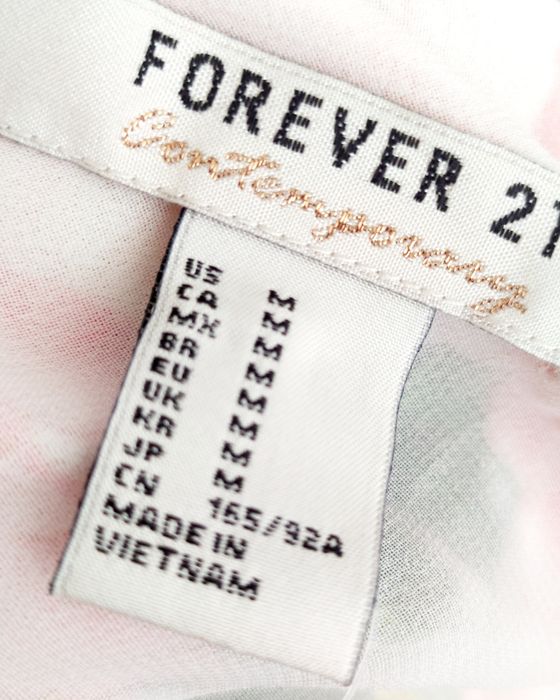 FOREVER 21
Contemporary
US M
CA M
MX M
BR M
EU M
UK M
KR M
JP M
CN 165/92A
MADE IN
VIETNAM